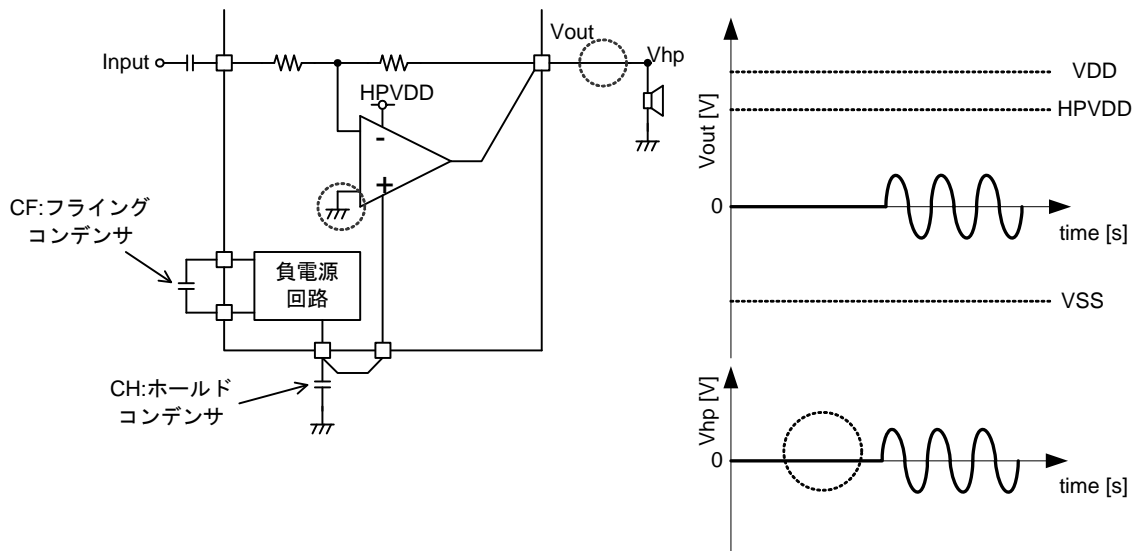 Input
Vout
Vhp
HPVDD
-
+
CF:フライング
コンデンサ
負電源
回路
CH:ホールド
コンデンサ
Vout [V]
VDD
HPVDD
0
time [s]
VSS
Vhp [V]
0
time [s]